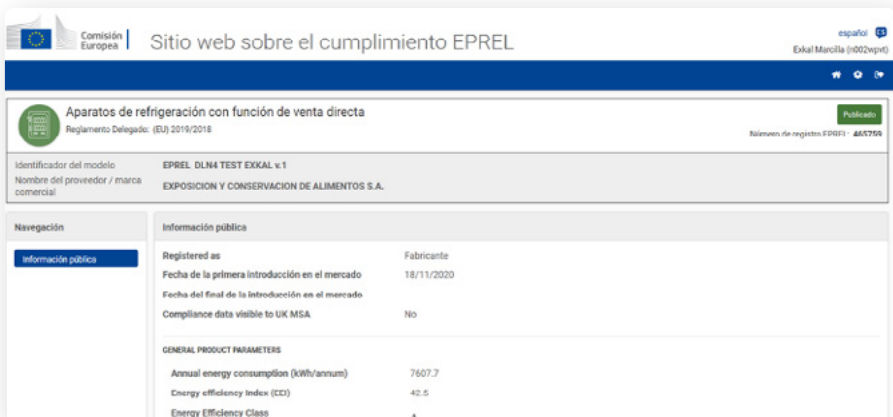 Comisión
Europea
Sitio web sobre el cumplimiento EPREL
español
Exkal Marcilla (n002wpvt)
Aparatos de refrigeración con función de venta directa
Reglamento Delegado: (EU) 2019/2018
Publicado
Número de registro EPREL: 465759
Identificador del modelo EPREL DLN4 TEST EXKAL v.1
Nombre del proveedor / marca
comercial
EXPOSICION Y CONSERVACION DE ALIMENTOS S.A.
Navegación
Información pública
Información pública
Registered as Fabricante
Fecha de la primera introducción en el mercado 18/11/2020
Fecha del final de la introducción en el mercado
Compliance data visible to UK MSA No
GENERAL PRODUCT PARAMETERS
Annual energy consumption (kWh/annum) 7607.7
Energy efficiency Index (EEI) 42.5
Energy Efficiency Class